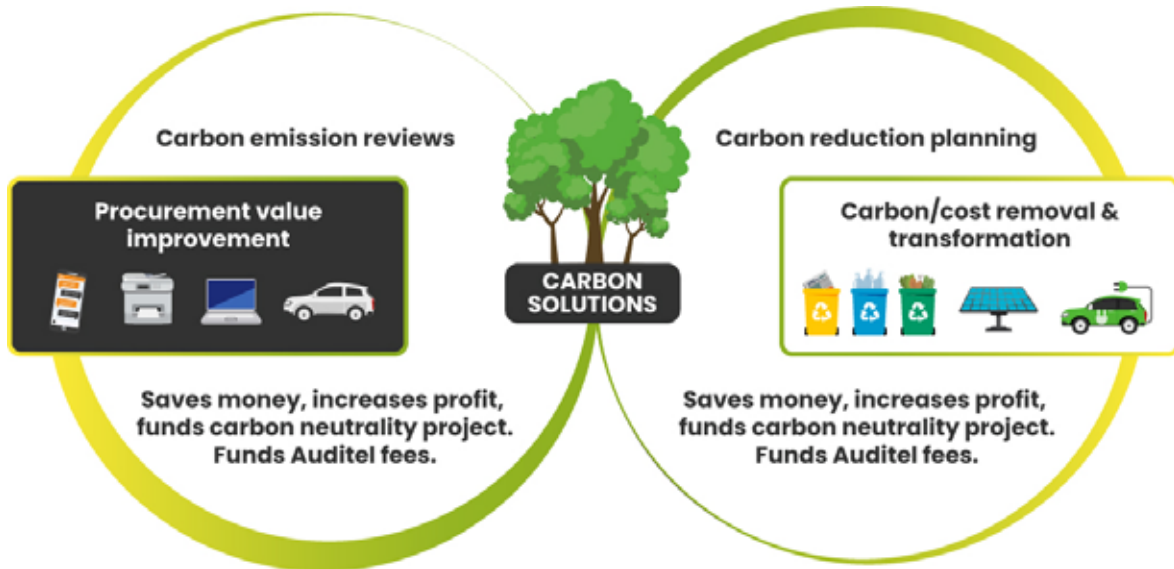 Carbon emission reviews
Procurement value
improvement
Saves money, increases profit,
funds carbon neutrality project.
Funds Auditel fees.
CARBON
SOLUTIONS
Carbon reduction planning
Carbon/cost removal &
transformation
Saves money, increases profit,
funds carbon neutrality project.
Funds Auditel fees.